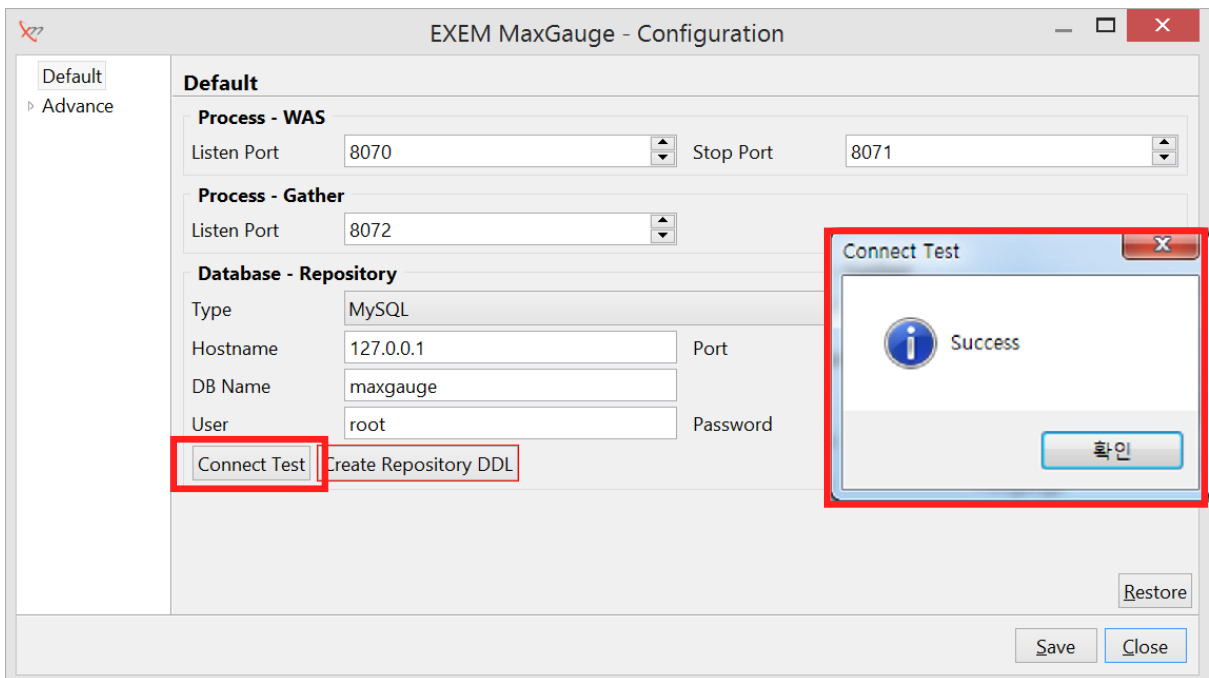 EXEM MaxGauge - Configuration
Default
Advance
Default
Process - WAS
Listen Port 8070 Stop Port 8071
Process - Gather
Listen Port 8072
Database - Repository
Type MySQL
Hostname 127.0.0.1 Port
DB Name maxgauge
User root Password
Connect Test Create Repository DDL
Connect Test
Success
확인
Restore
Save Close